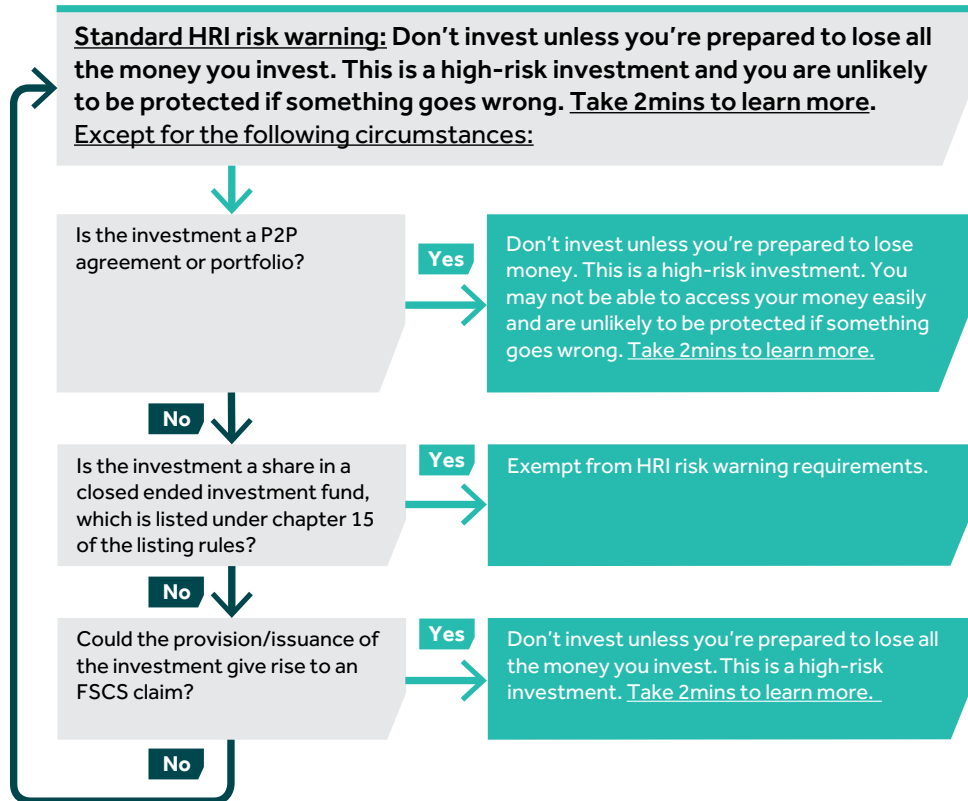 Standard HRI risk warning: Don't invest unless you're prepared to lose all
the money you invest. This is a high-risk investment and you are unlikely
to be protected if something goes wrong. Take 2mins to learn more.
Except for the following circumstances:
Is the investment a P2P
agreement or portfolio?
Yes
Don't invest unless you're prepared to lose
money. This is a high-risk investment. You
may not be able to access your money easily
and are unlikely to be protected if something
goes wrong. Take 2mins to learn more.
No
Is the investment a share in a
closed ended investment fund,
which is listed under chapter 15
of the listing rules?
Yes
Exempt from HRI risk warning requirements.
No
Could the provision/issuance of
the investment give rise to an
FSCS claim?
Yes
Don't invest unless you're prepared to lose all
the money you invest. This is a high-risk
investment. Take 2mins to learn more.
No